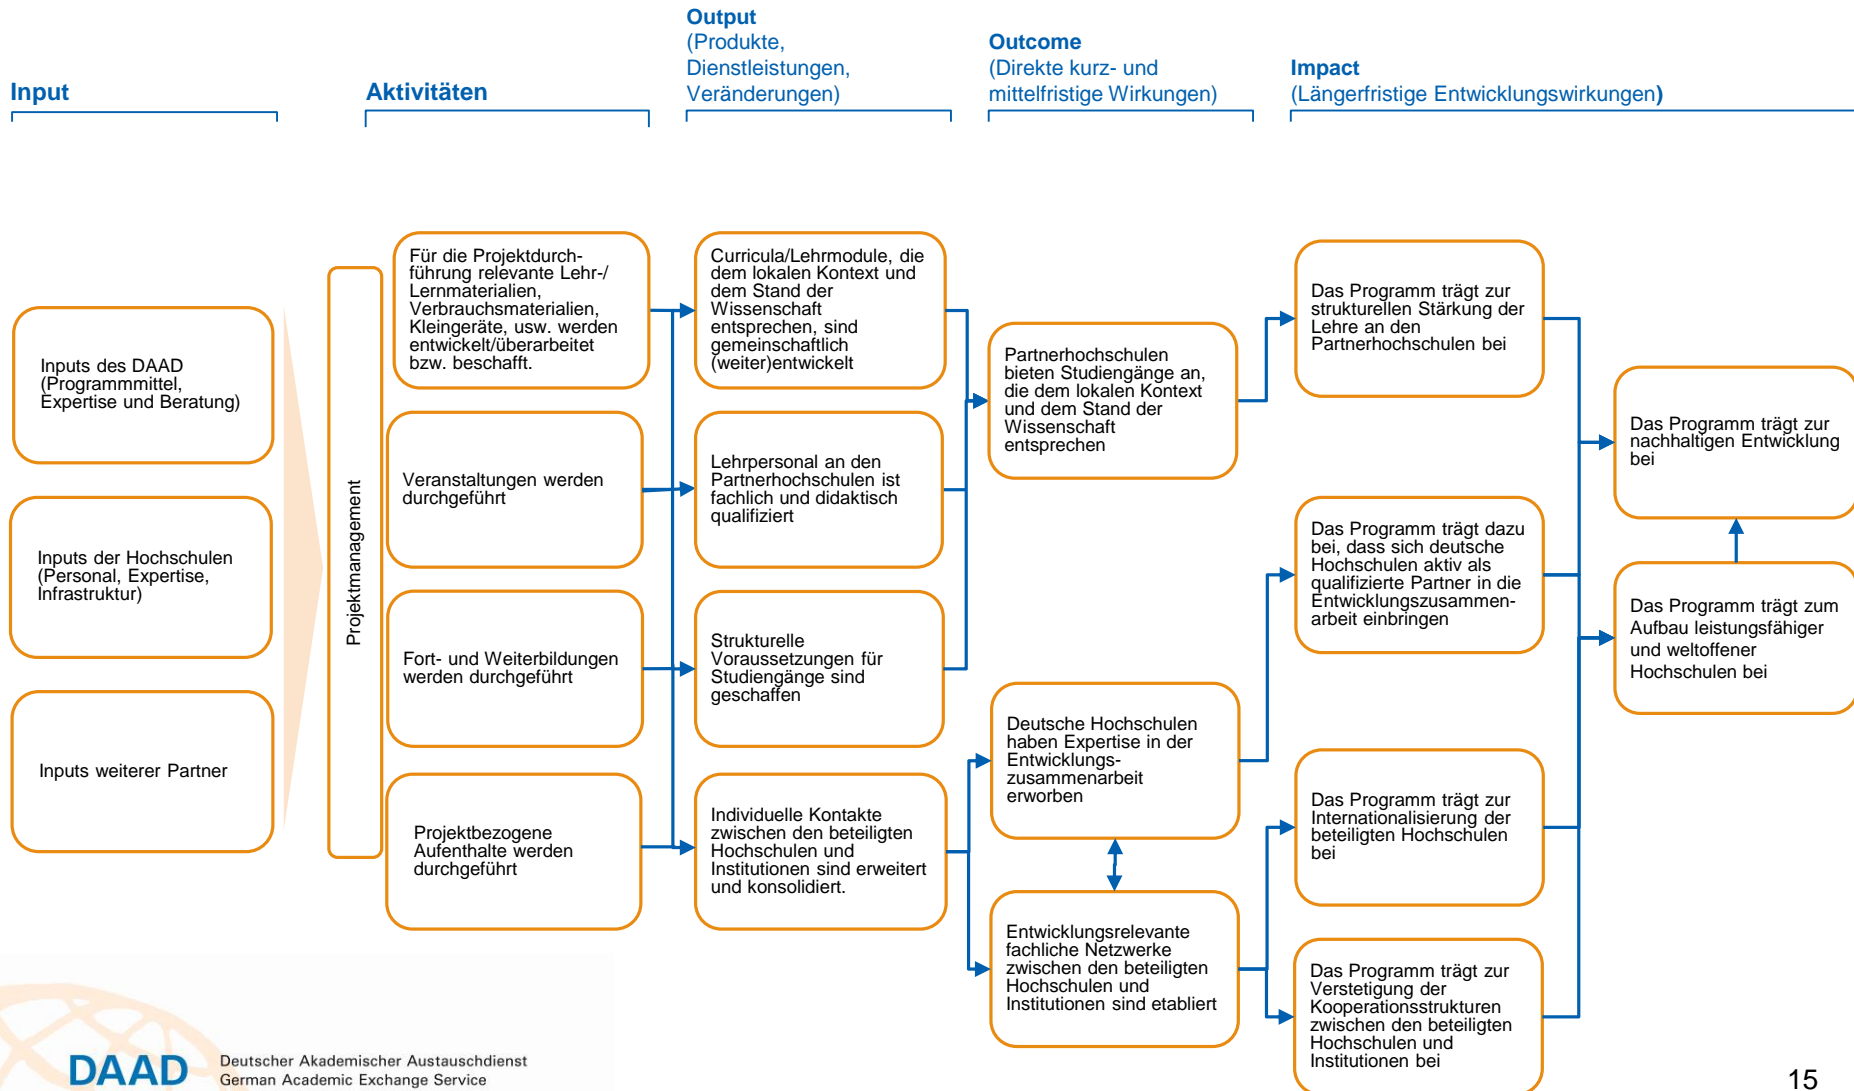 Input
Aktivitäten
Output
(Produkte,
Dienstleistungen,
Veränderungen)
Outcome
(Direkte kurz- und
mittelfristige Wirkungen)
Impact
(Längerfristige Entwicklungswirkungen)
Inputs des DAAD
(Programmmittel,
Expertise und Beratung)
Inputs der Hochschulen
(Personal, Expertise,
Infrastruktur)
Inputs weiterer Partner
Projektmanagement
Für die Projektdurch-
führung relevante Lehr-/
Lernmaterialien,
Verbrauchsmaterialien,
Kleingeräte, usw. werden
entwickelt/überarbeitet
bzw. beschafft.
Veranstaltungen werden
durchgeführt
Fort- und Weiterbildungen
werden durchgeführt
Projektbezogene
Aufenthalte werden
durchgeführt
Curricula/Lehrmodule, die
dem lokalen Kontext und
dem Stand der
Wissenschaft
entsprechen, sind
gemeinschaftlich
(weiter)entwickelt
Lehrpersonal an den
Partnerhochschulen ist
fachlich und didaktisch
qualifiziert
Strukturelle
Voraussetzungen für
Studiengänge sind
geschaffen
Individuelle Kontakte
zwischen den beteiligten
Hochschulen und
Institutionen sind erweitert
und konsolidiert.
Partnerhochschulen
bieten Studiengänge an,
die dem lokalen Kontext
und dem Stand der
Wissenschaft
entsprechen
Deutsche Hochschulen
haben Expertise in der
Entwicklungs-
zusammenarbeit
erworben
Entwicklungsrelevante
fachliche Netzwerke
zwischen den beteiligten
Hochschulen und
Institutionen sind etabliert
Das Programm trägt zur
strukturellen Stärkung der
Lehre an den
Partnerhochschulen bei
Das Programm trägt dazu
bei, dass sich deutsche
Hochschulen aktiv als
qualifizierte Partner in die
Entwicklungszusammen-
arbeit einbringen
Das Programm trägt zur
Internationalisierung der
beteiligten Hochschulen
bei
Das Programm trägt zur
Verstetigung der
Kooperationsstrukturen
zwischen den beteiligten
Hochschulen und
Institutionen bei
Das Programm trägt zur
nachhaltigen Entwicklung
bei
Das Programm trägt zum
Aufbau leistungsfähiger
und weltoffener
Hochschulen bei
DAAD
Deutscher Akademischer Austauschdienst
German Academic Exchange Service
15